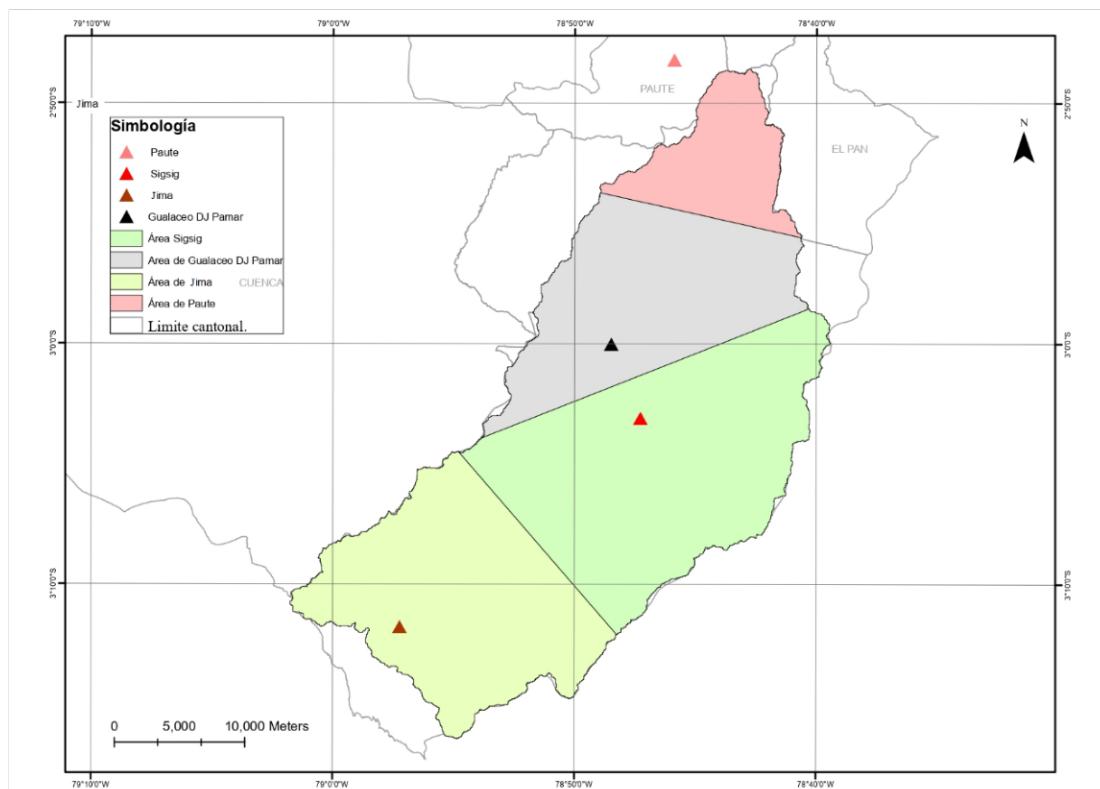 79°10'0"W
79°0'0"W
78°50'0"W
78°40'0"W
PAUTE
2°50'0"S
Jima
2°50'0"S
Simbología
Paute
Sigsig
Jima
Gualaceo DJ Pamar
Área Sigsig
Area de Gualaceo DJ Pamar
Área de Jima
CUENCA
Área de Paute
Limite cantonal.
N
EL PAN
3°0'0"S
3°0'0"S
3°10'0"S
3°10'0"S
0 5,000 10,000 Meters
79°10'0"W
79°0'0"W
78°50'0"W
78°40'0"W